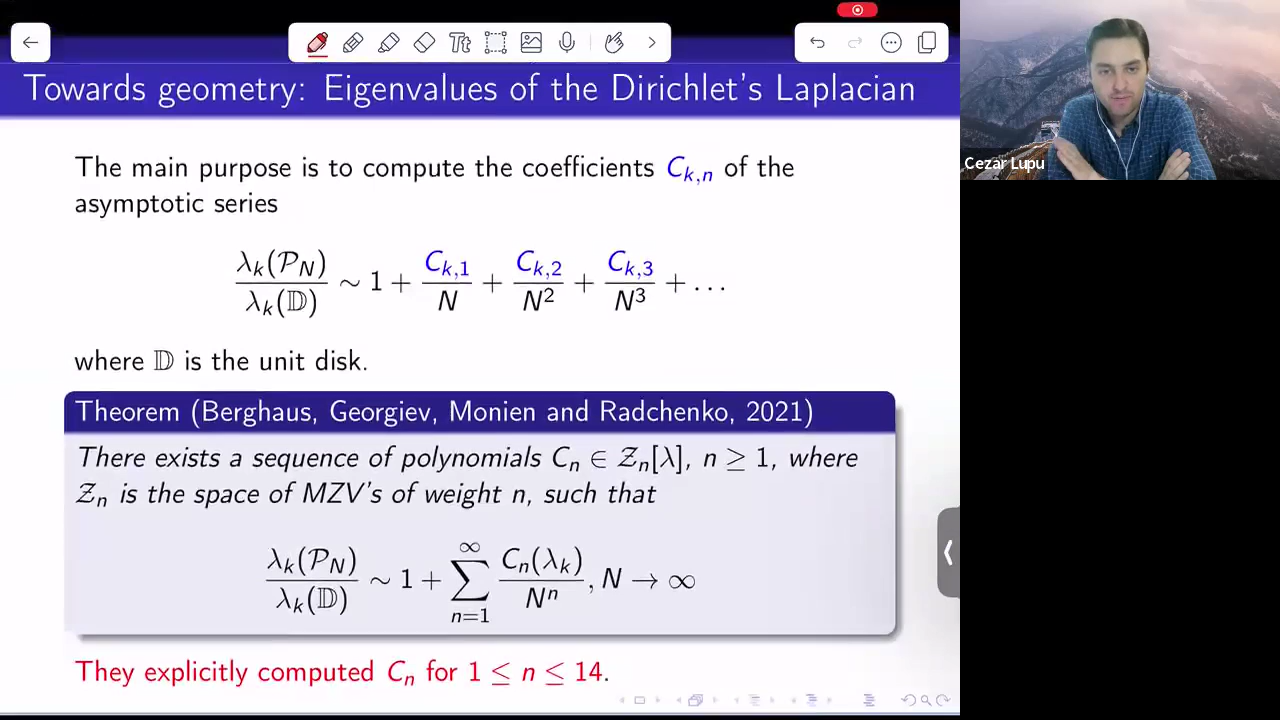 Tt
Towards geometry: Eigenvalues of the Dirichlet's Laplacian
Cezar Lupu
The main purpose is to compute the coefficients C_{k,n} of the
asymptotic series
λ_k(𝒫_N)/λ_k(𝔻) ∼ 1 + C_{k,1}/N + C_{k,2}/N² + C_{k,3}/N³ + …
where 𝔻 is the unit disk.
Theorem (Berghaus, Georgiev, Monien and Radchenko, 2021)
There exists a sequence of polynomials C_n ∈ 𝒵_n[λ], n ≥ 1, where
𝒵_n is the space of MZV's of weight n, such that
λ_k(𝒫_N)/λ_k(𝔻) ∼ 1 + ∑_{n=1}^{∞} C_n(λ_k)/N^n, N → ∞
They explicitly computed C_n for 1 ≤ n ≤ 14.